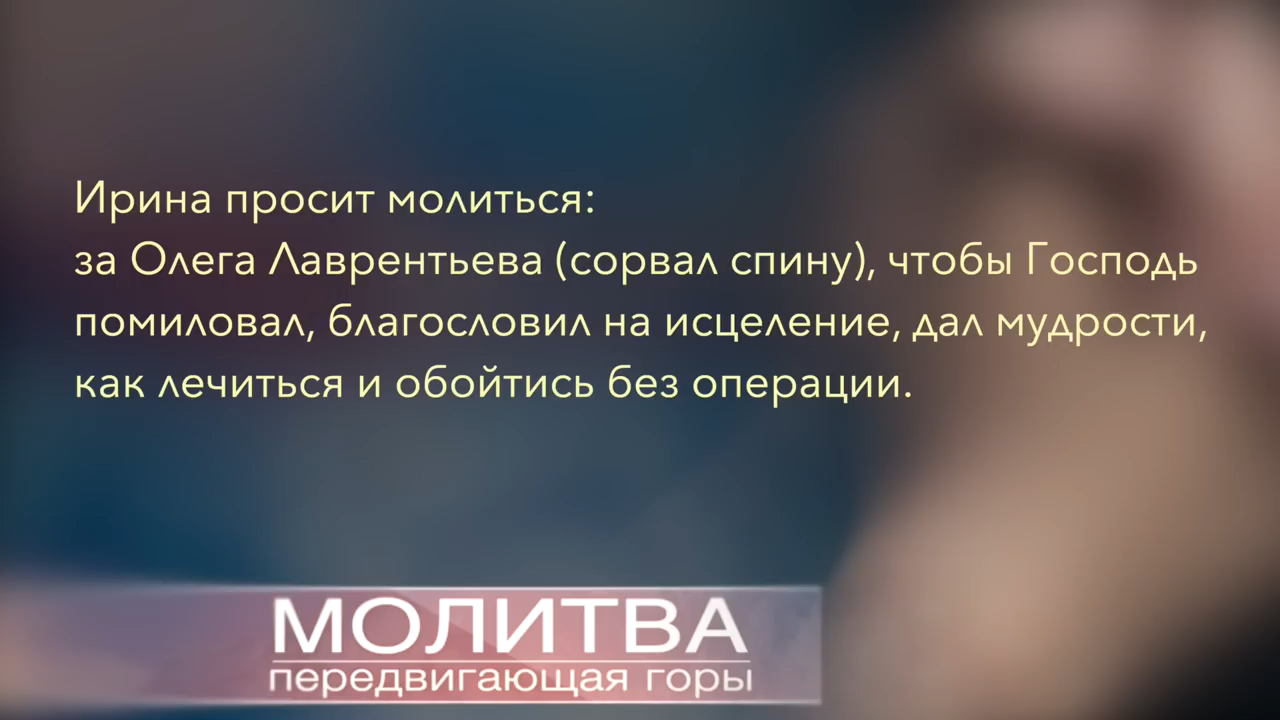 Ирина просит молиться:
за Олега Лаврентьева (сорвал спину), чтобы Господь
помиловал, благословил на исцеление, дал мудрости,
как лечиться и обойтись без операции.
МОЛИТВА
передвигающая горы